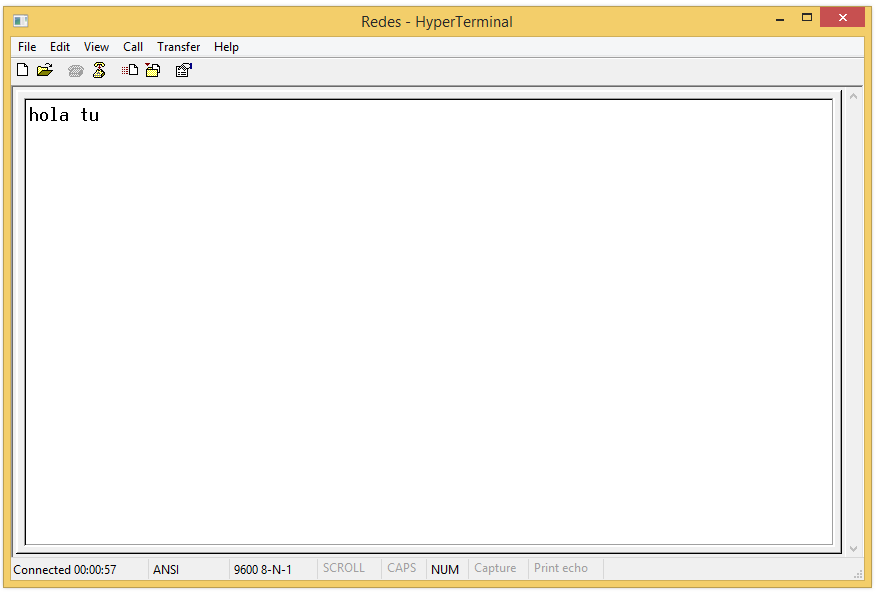 Redes - HyperTerminal
File Edit View Call Transfer Help
hola tu
Connected 00:00:57 ANSI 9600 8-N-1 SCROLL CAPS NUM Capture Print echo